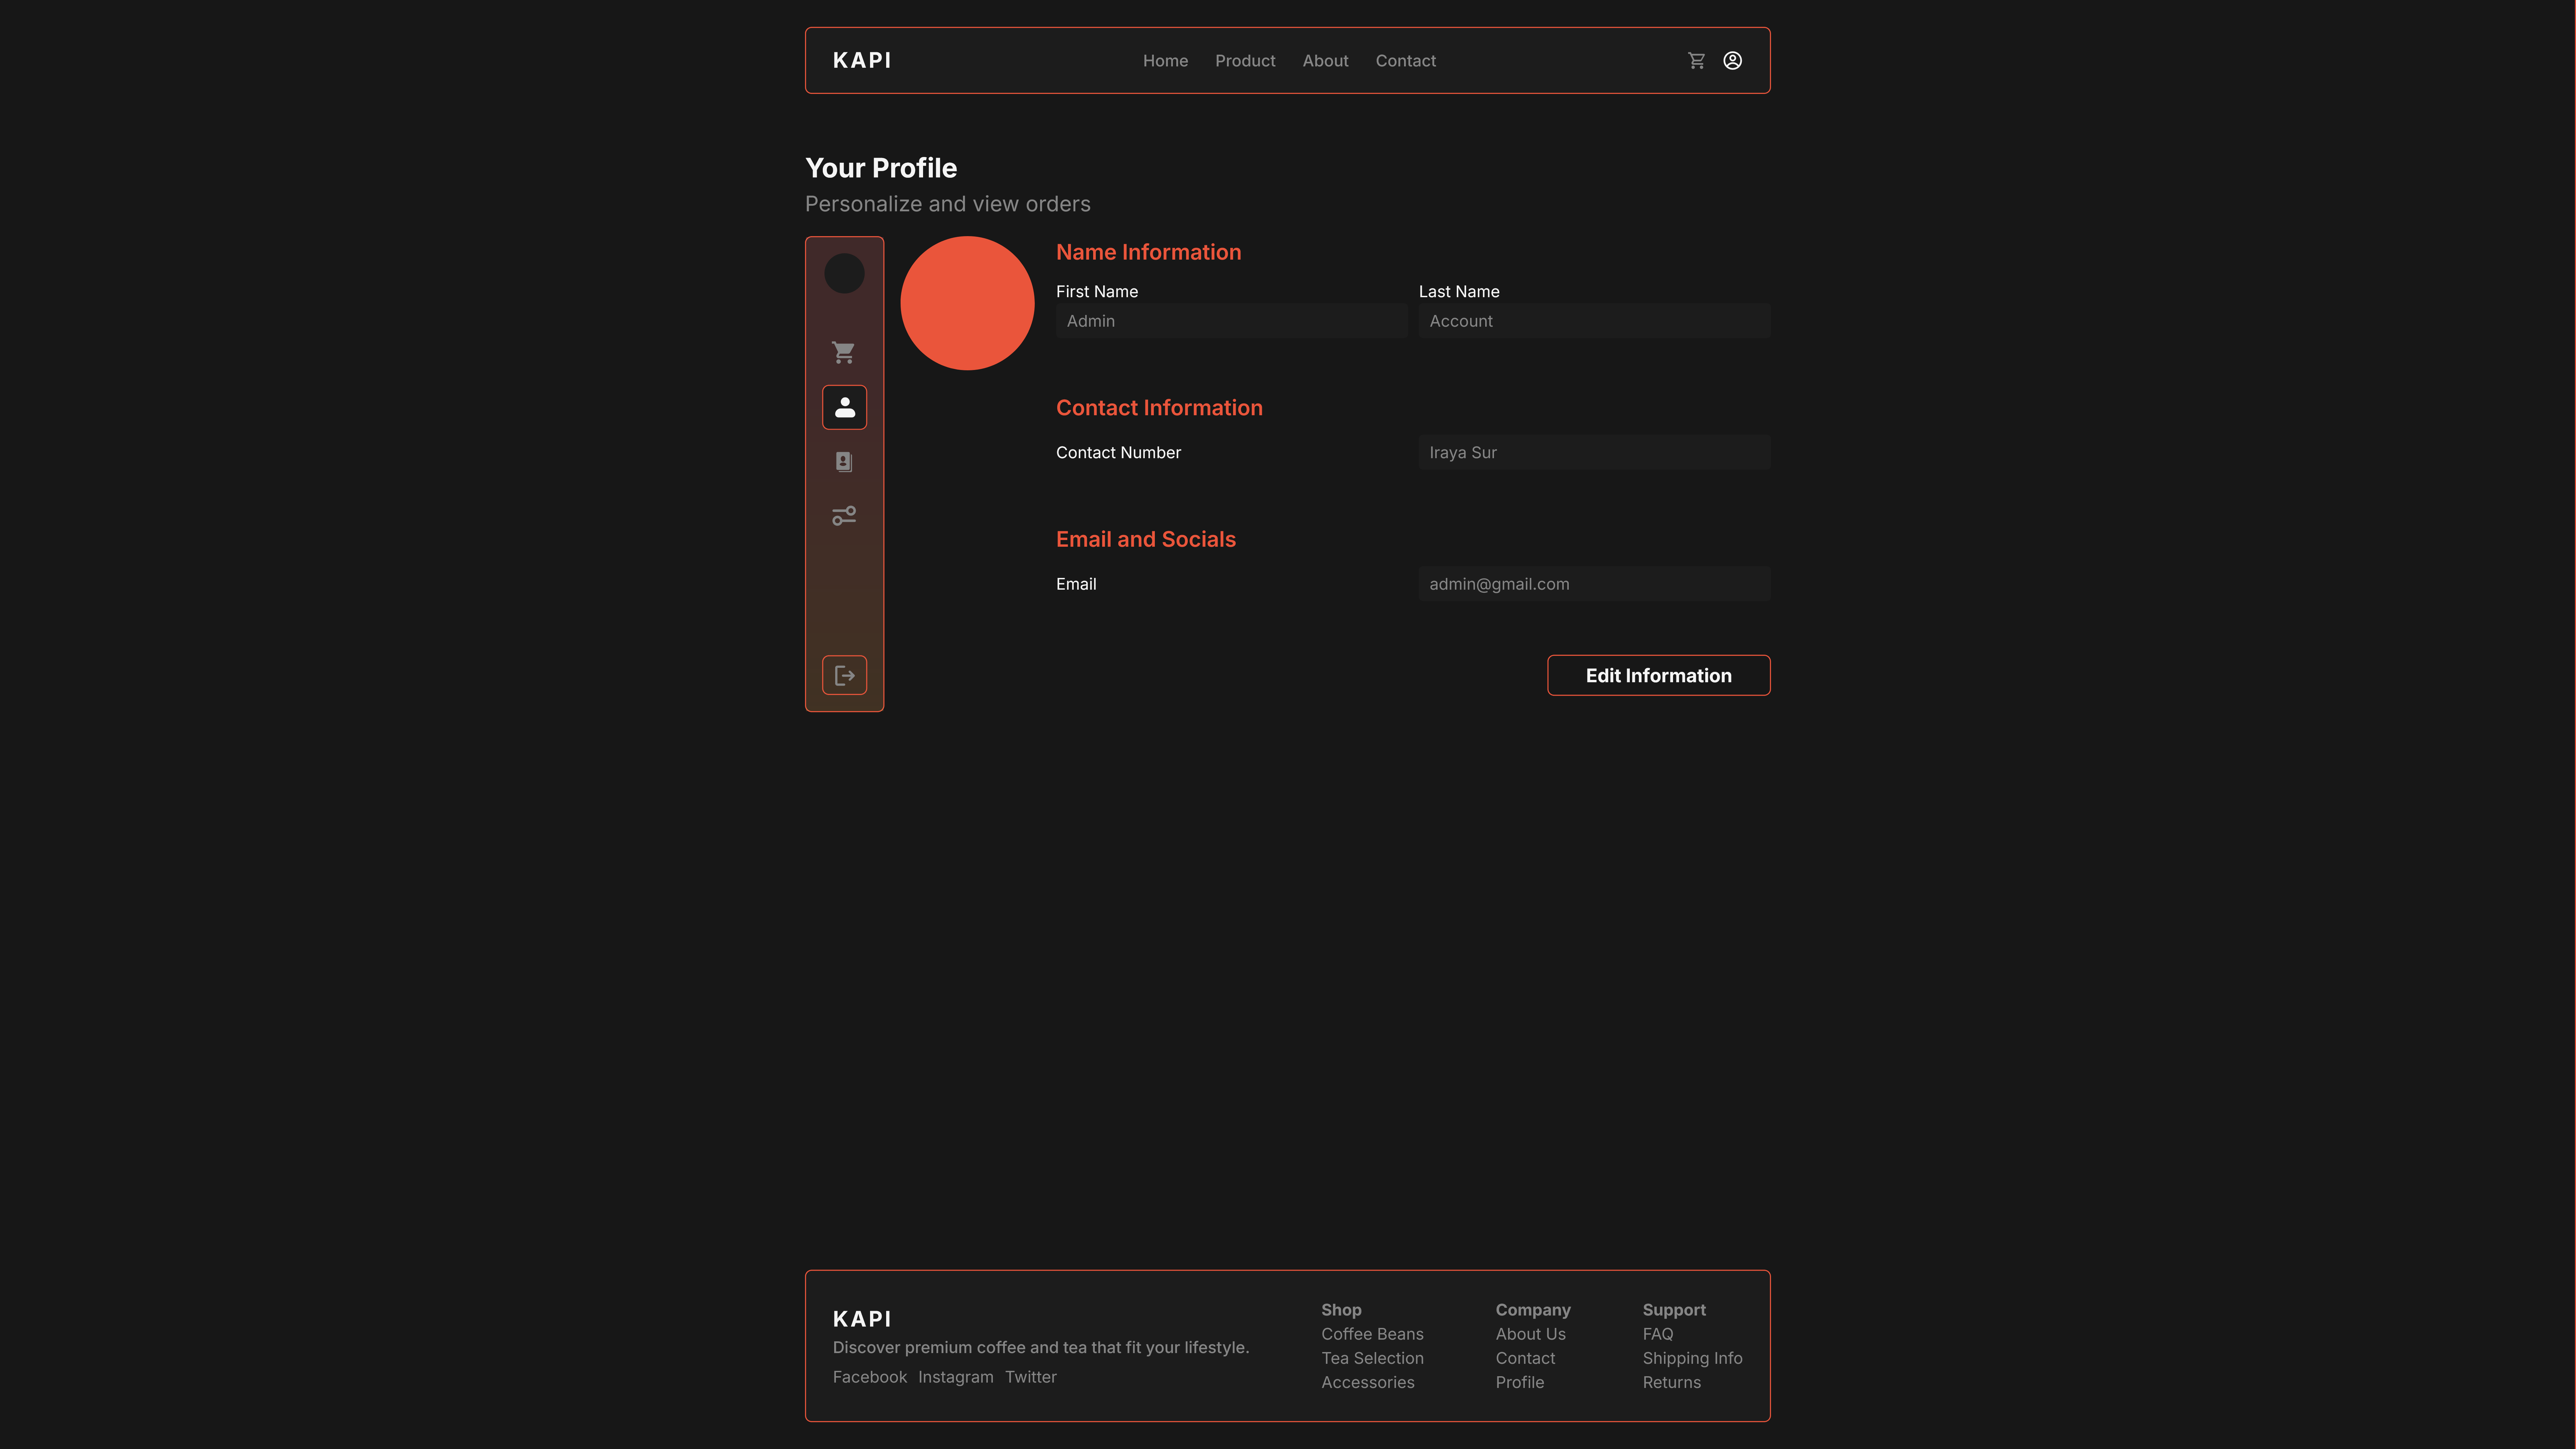 KAPI
Home Product About Contact
Your Profile
Personalize and view orders
Name Information
First Name Last Name
Admin Account
Contact Information
Contact Number Iraya Sur
Email and Socials
Email admin@gmail.com
Edit Information
KAPI
Discover premium coffee and tea that fit your lifestyle.
Facebook Instagram Twitter
Shop
Coffee Beans
Tea Selection
Accessories
Company
About Us
Contact
Profile
Support
FAQ
Shipping Info
Returns